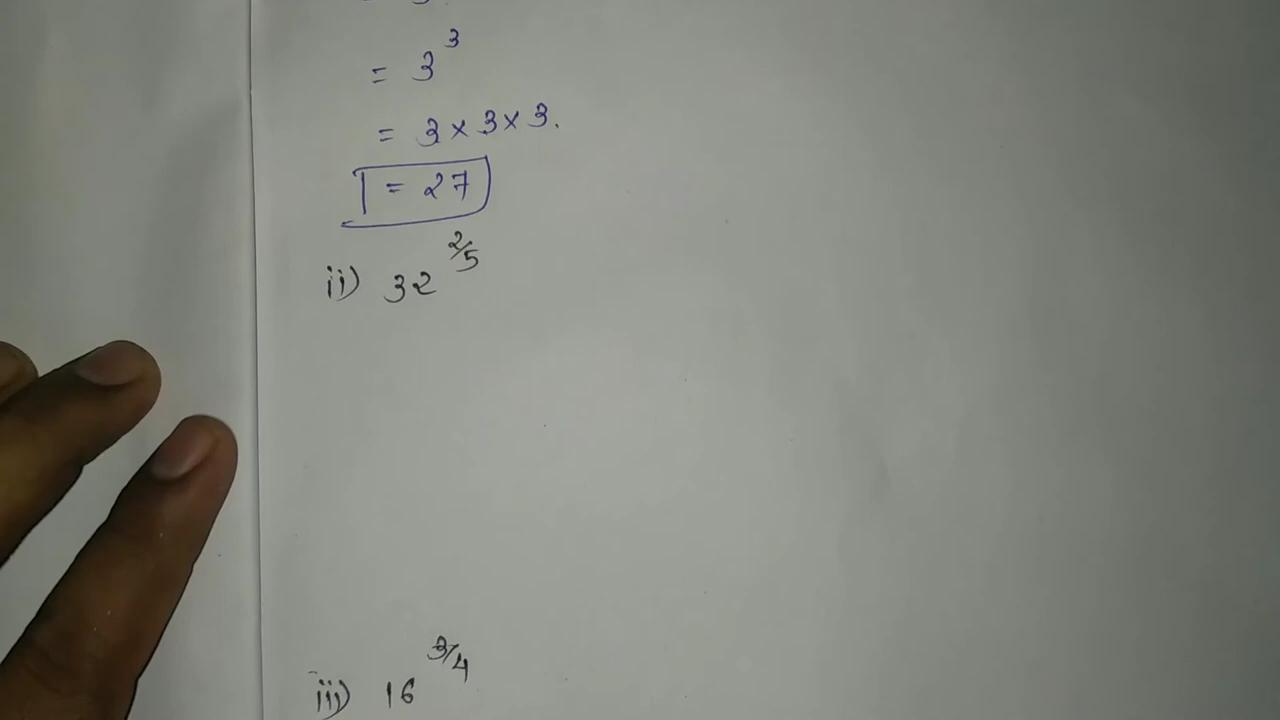 = 3^3
= 3 × 3 × 3.
= 27
ii) 32^2/5
iii) 16^3/4